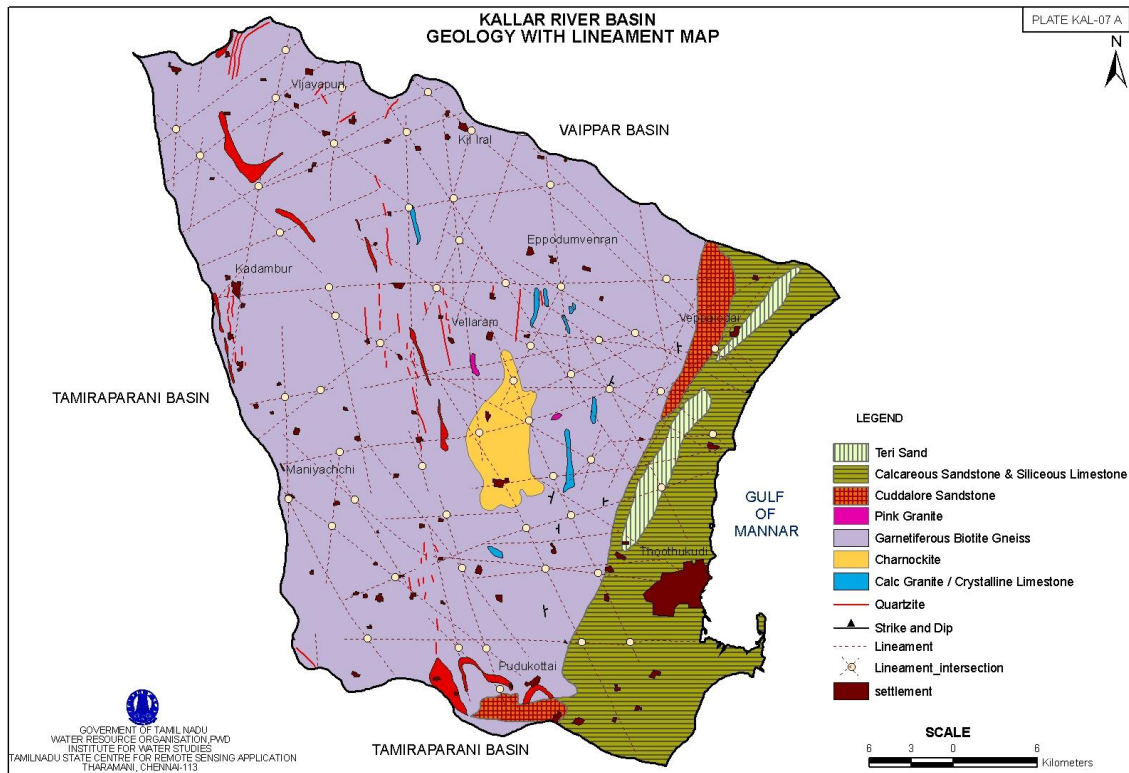 KALLAR RIVER BASIN
GEOLOGY WITH LINEAMENT MAP
PLATE KAL-07 A
N
Vijayapuri
VAIPPAR BASIN
Kil Iral
Eppodumvenran
Kadambur
Vellaram
TAMIRAPARANI BASIN
Maniyachchi
GULF
OF
MANNAR
Thoothukudi
Pudukottai
TAMIRAPARANI BASIN
LEGEND
Teri Sand
Calcareous Sandstone & Siliceous Limestone
Cuddalore Sandstone
Pink Granite
Garnetiferous Biotite Gneiss
Charnockite
Calc Granite / Crystalline Limestone
Quartzite
Strike and Dip
Lineament
Lineament_intersection
settlement
SCALE
6 3 0 6
Kilometers
GOVERMENT OF TAMIL NADU
WATER RESOURCE ORGANISATION,PWD
INSTITUTE FOR WATER STUDIES
TAMILNADU STATE CENTRE FOR REMOTE SENSING APPLICATION
THARAMANI, CHENNAI-113